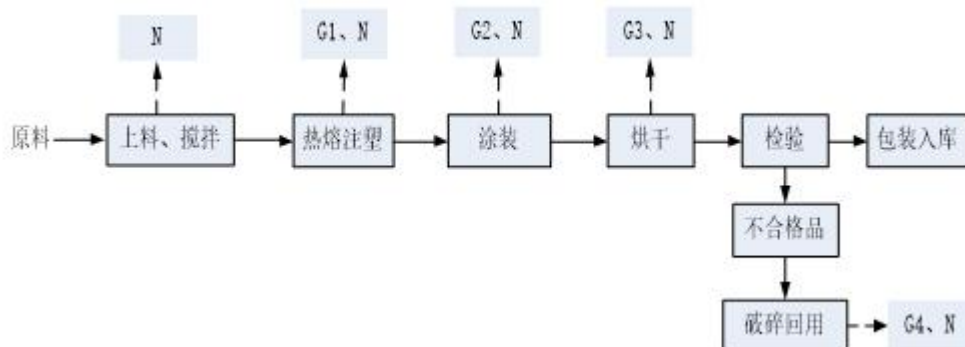 N
G1、N
G2、N
G3、N
原料
上料、搅拌
热熔注塑
涂装
烘干
检验
包装入库
不合格品
破碎回用
G4、N